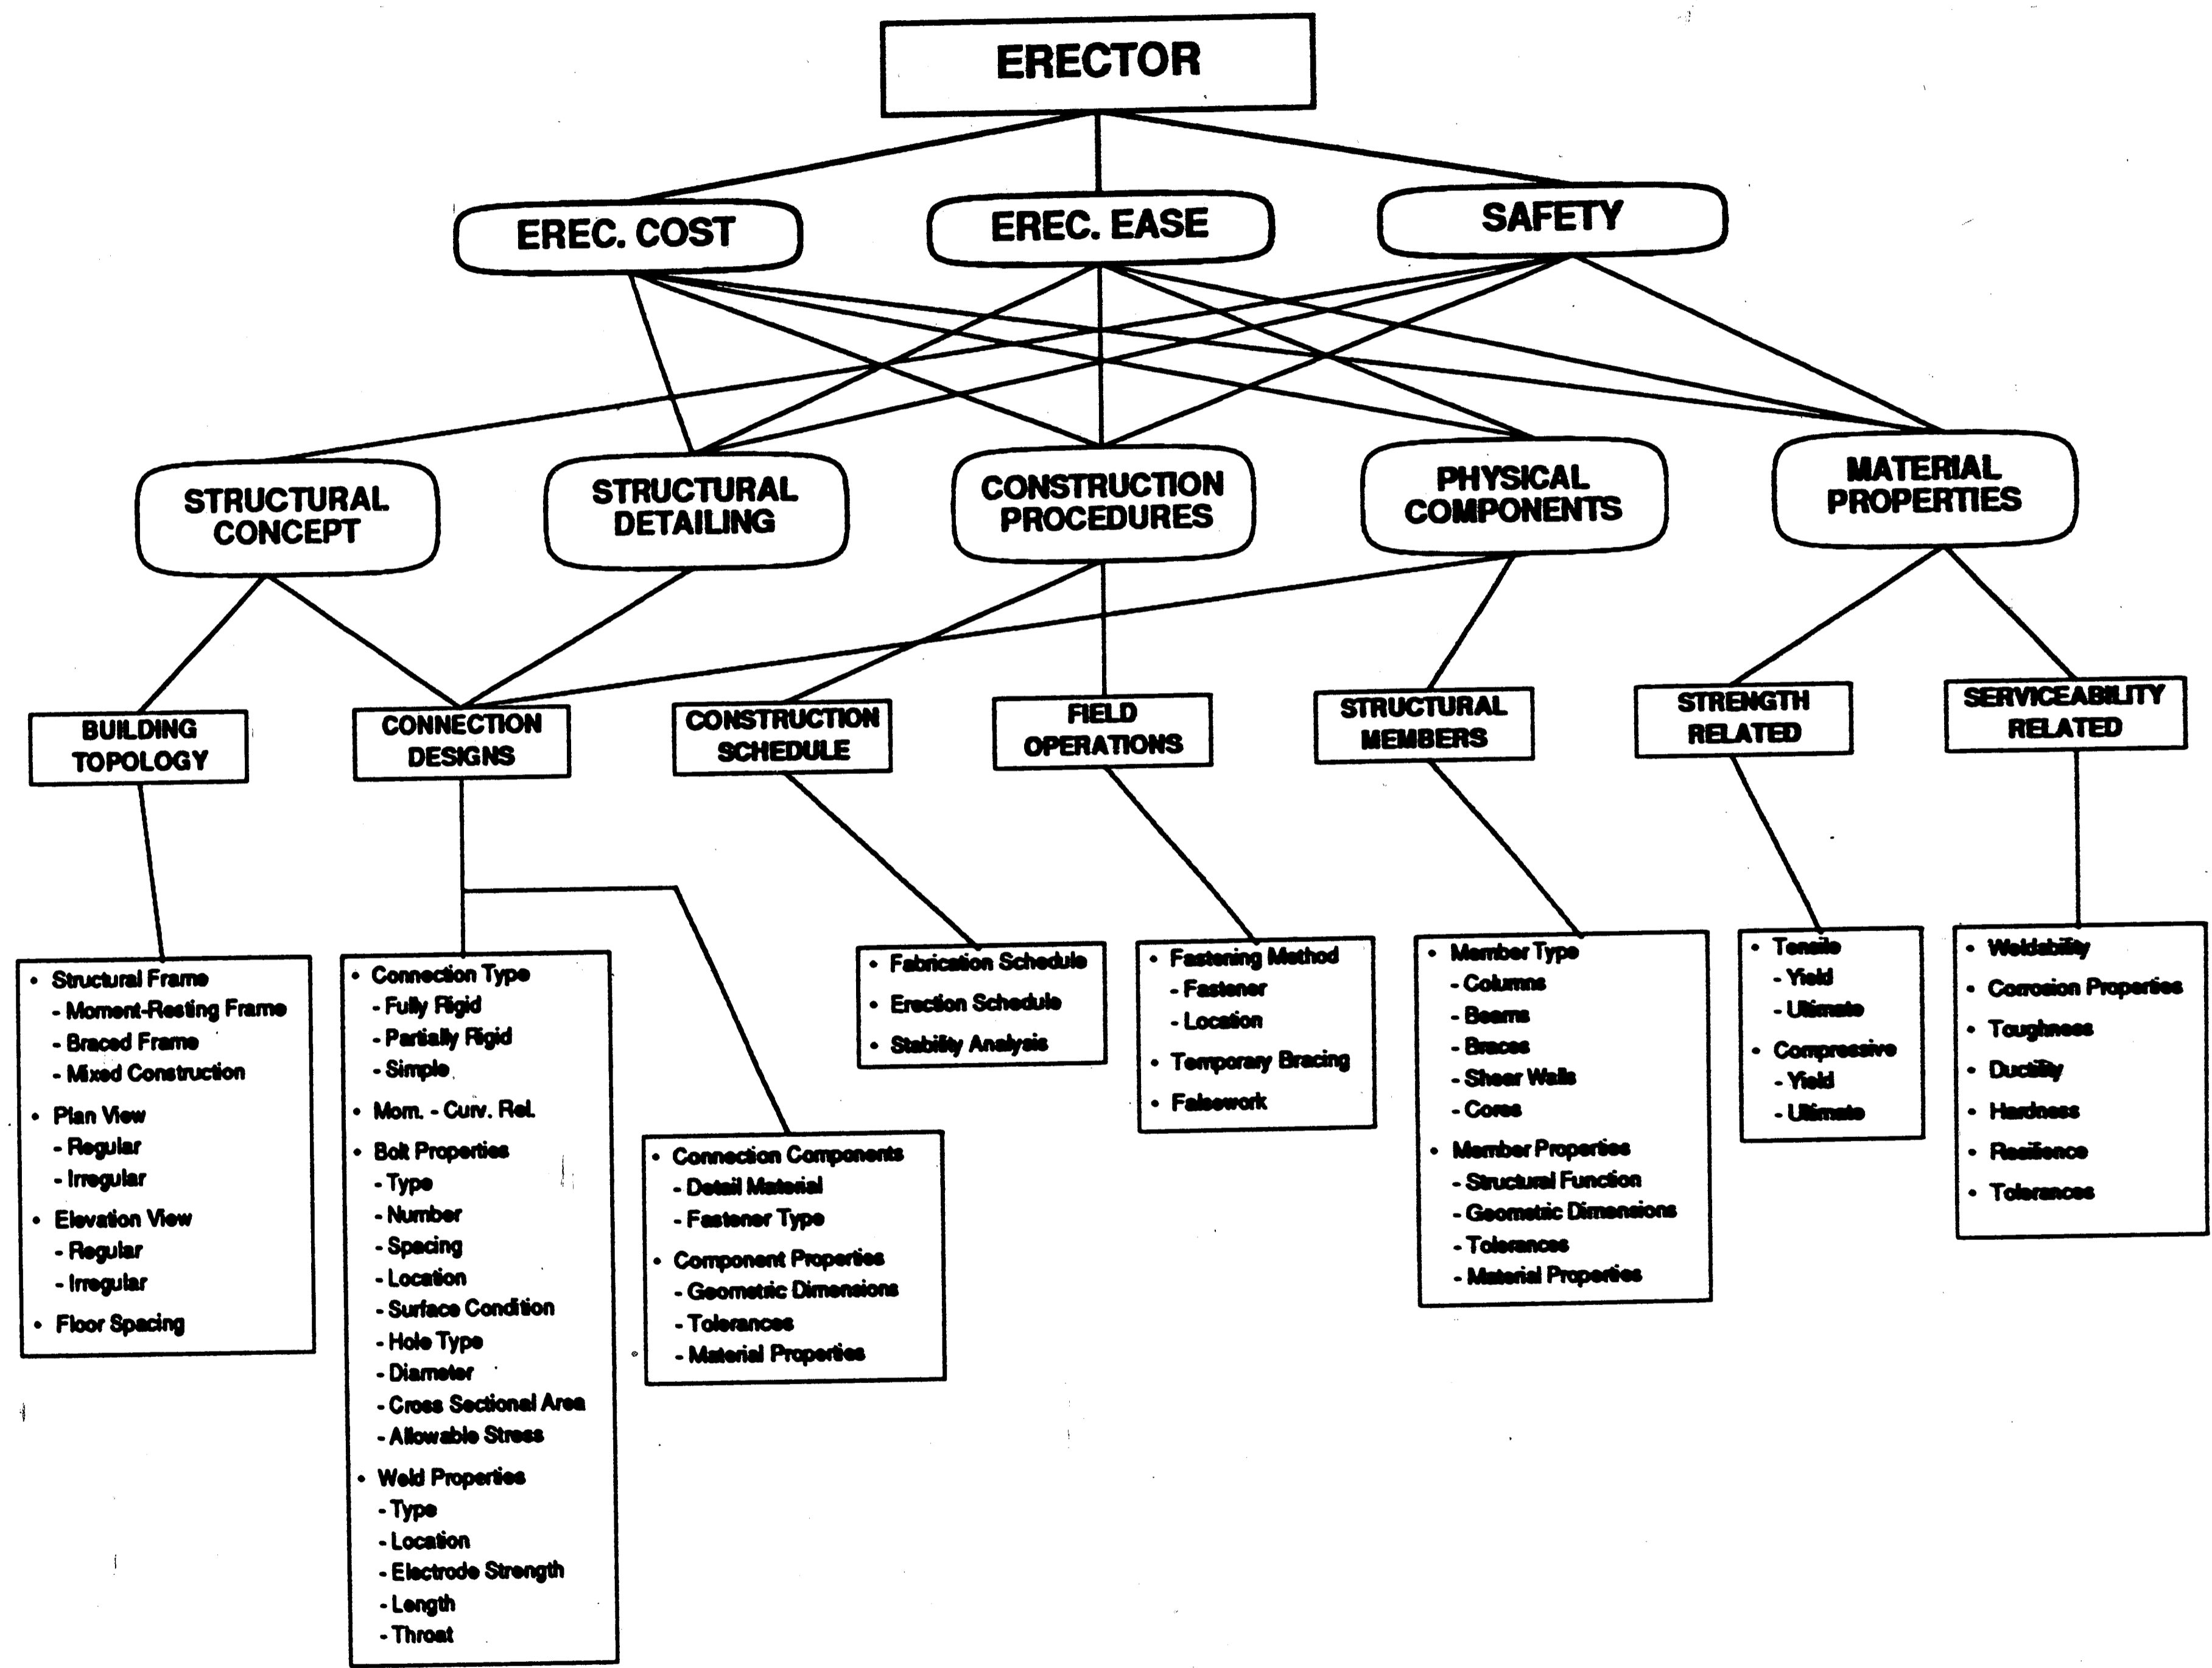 ERECTOR
EREC. COST
EREC. EASE
SAFETY
STRUCTURAL
CONCEPT
STRUCTURAL
DETAILING
CONSTRUCTION
PROCEDURES
PHYSICAL
COMPONENTS
MATERIAL
PROPERTIES
BUILDING
TOPOLOGY
CONNECTION
DESIGNS
CONSTRUCTION
SCHEDULE
FIELD
OPERATIONS
STRUCTURAL
MEMBERS
STRENGTH
RELATED
SERVICEABILITY
RELATED
• Structural Frame
- Moment-Resting Frame
- Braced Frame
- Mixed Construction
• Plan View
- Regular
- Irregular
• Elevation View
- Regular
- Irregular
• Floor Spacing
• Connection Type
- Fully Rigid
- Partially Rigid
- Simple
• Mom. - Curv. Rel.
• Bolt Properties
- Type
- Number
- Spacing
- Location
- Surface Condition
- Hole Type
- Diameter
- Cross Sectional Area
- Allowable Stress
• Weld Properties
- Type
- Location
- Electrode Strength
- Length
- Throat
• Connection Components
- Detail Material
- Fastener Type
• Component Properties
- Geometric Dimensions
- Tolerances
- Material Properties
• Fabrication Schedule
• Erection Schedule
• Stability Analysis
• Fastening Method
- Fastener
- Location
• Temporary Bracing
• Falsework
• Member Type
- Columns
- Beams
- Braces
- Shear Walls
- Cores
• Member Properties
- Structural Function
- Geometric Dimensions
- Tolerances
- Material Properties
• Tensile
- Yield
- Ultimate
• Compressive
- Yield
- Ultimate
• Weldability
• Corrosion Properties
• Toughness
• Ductility
• Hardness
• Resilience
• Tolerances